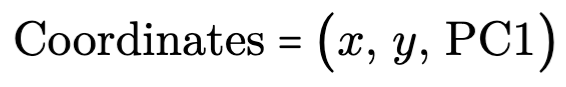 Coordinates = (x, y, PC1)